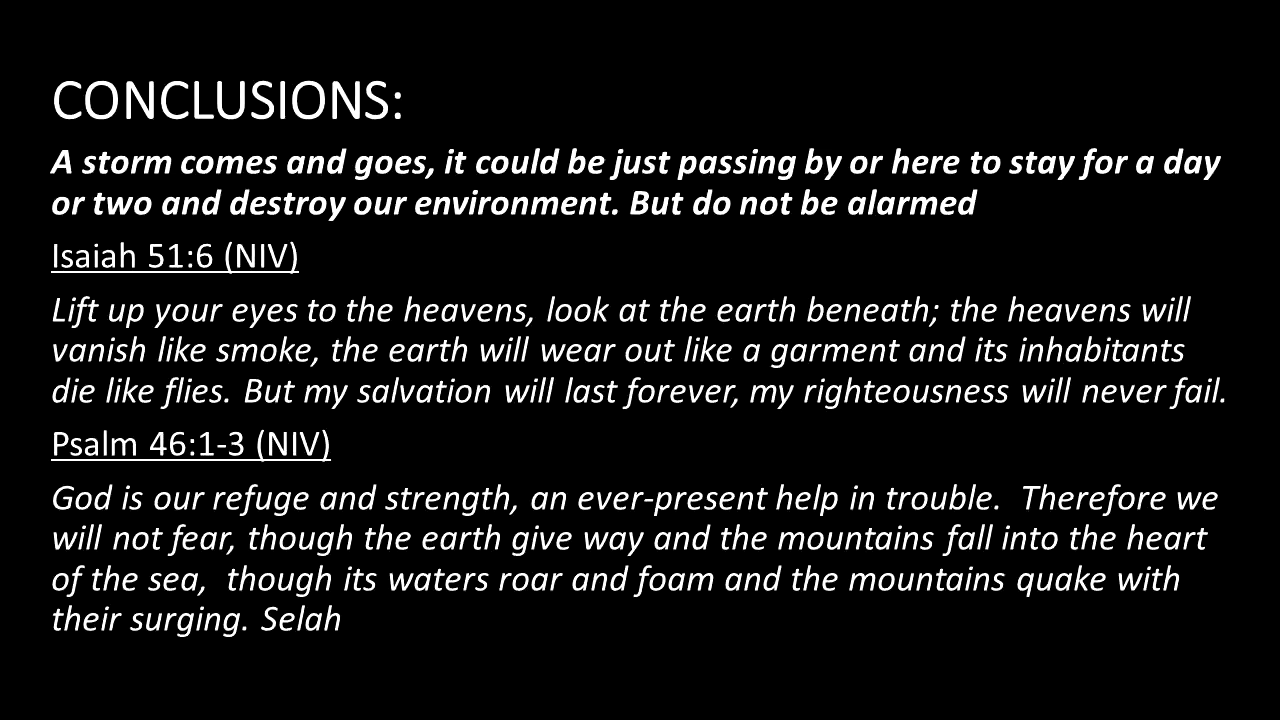 CONCLUSIONS:
A storm comes and goes, it could be just passing by or here to stay for a day
or two and destroy our environment. But do not be alarmed
Isaiah 51:6 (NIV)
Lift up your eyes to the heavens, look at the earth beneath; the heavens will
vanish like smoke, the earth will wear out like a garment and its inhabitants
die like flies. But my salvation will last forever, my righteousness will never fail.
Psalm 46:1-3 (NIV)
God is our refuge and strength, an ever-present help in trouble. Therefore we
will not fear, though the earth give way and the mountains fall into the heart
of the sea, though its waters roar and foam and the mountains quake with
their surging. Selah